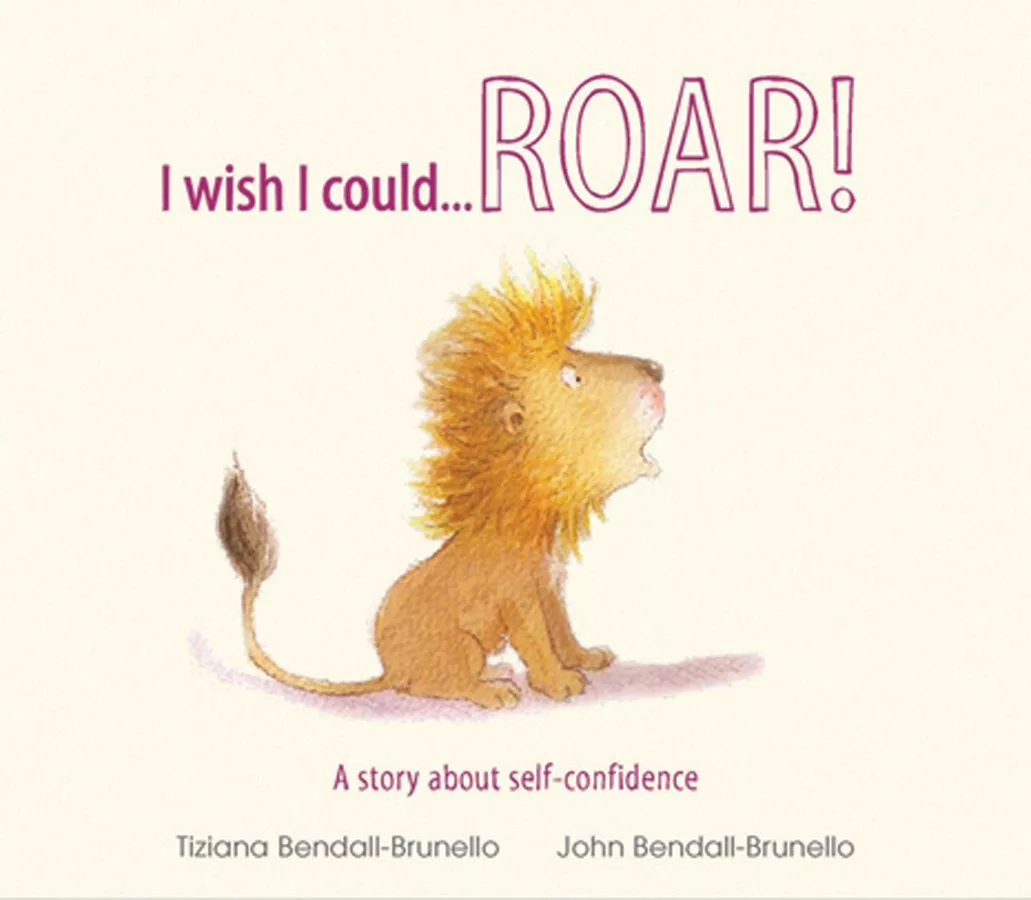 I wish I could...ROAR!
A story about self-confidence
Tiziana Bendall-Brunello John Bendall-Brunello